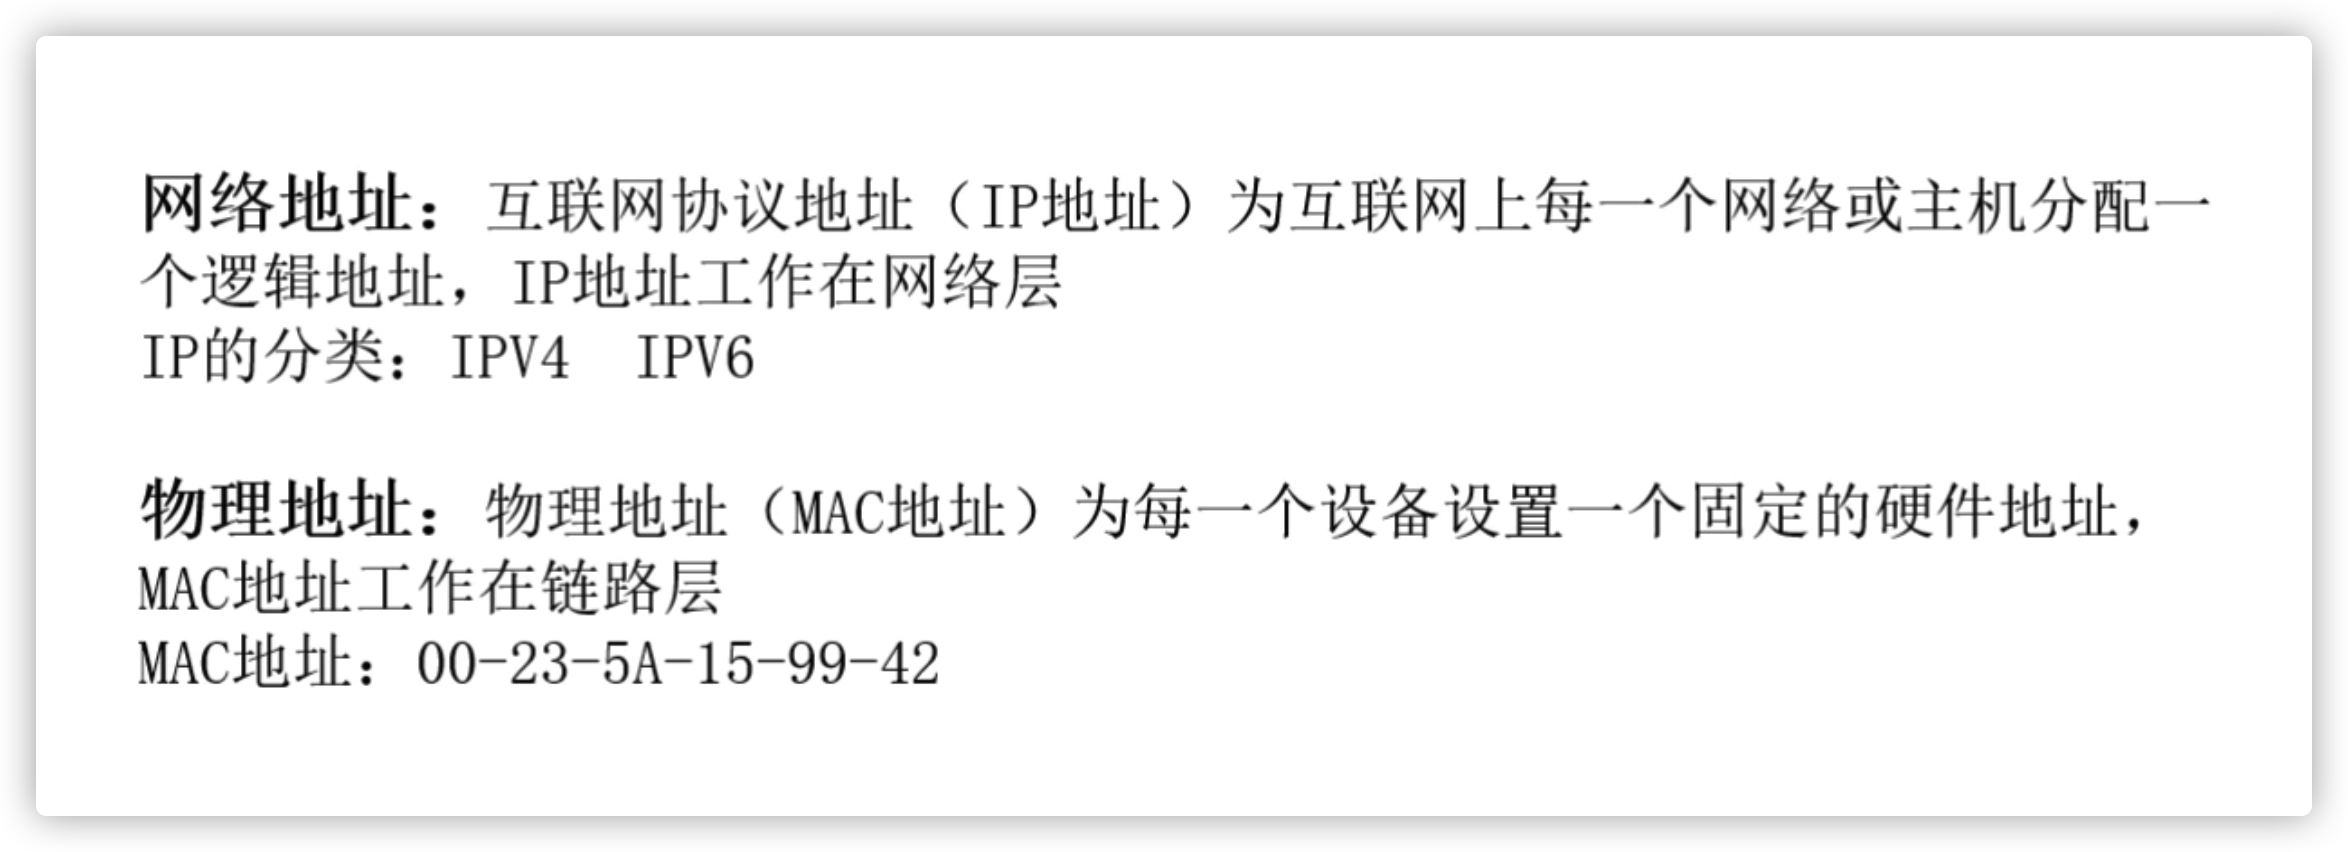 网络地址：互联网协议地址（IP地址）为互联网上每一个网络或主机分配一
个逻辑地址，IP地址工作在网络层
IP的分类：IPV4  IPV6
物理地址：物理地址（MAC地址）为每一个设备设置一个固定的硬件地址，
MAC地址工作在链路层
MAC地址：00-23-5A-15-99-42